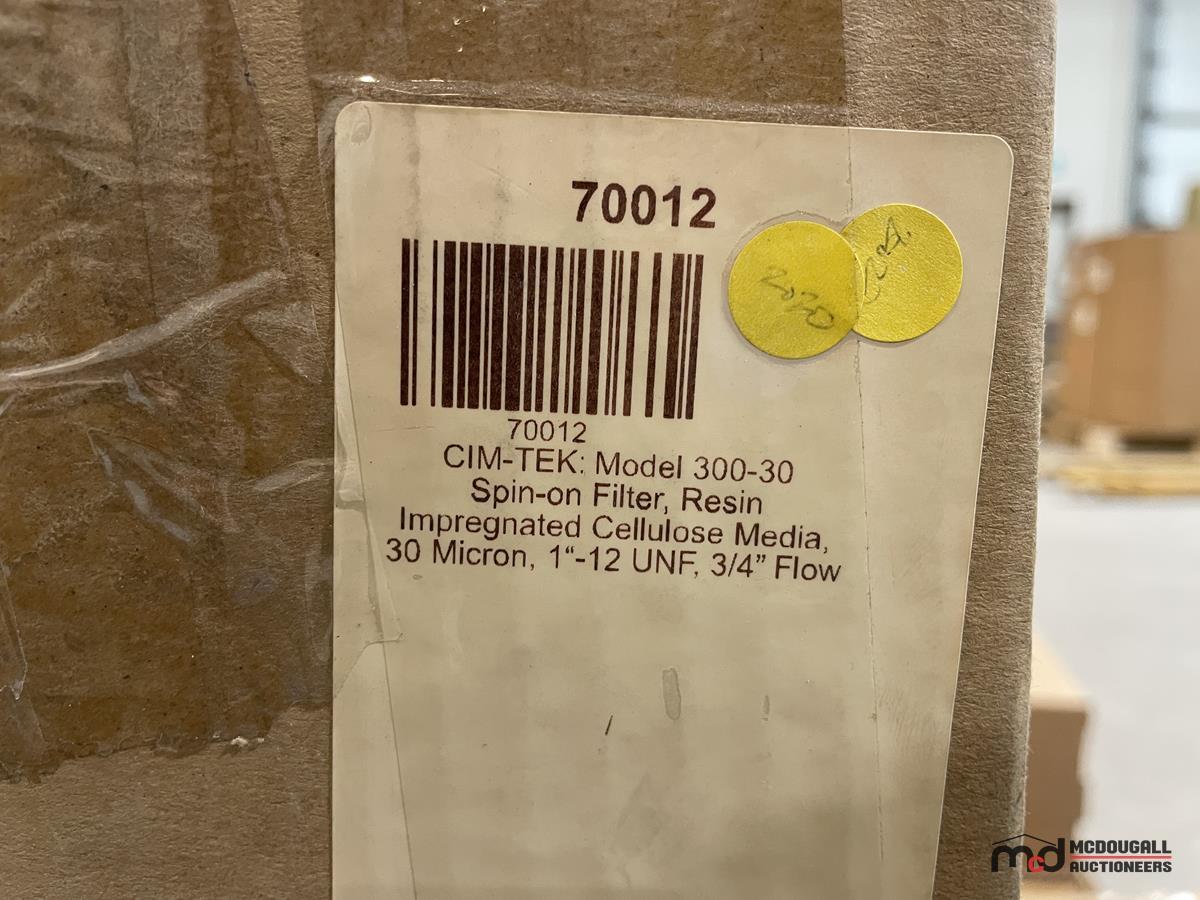 70012
2020
70012
CIM-TEK: Model 300-30
Spin-on Filter, Resin
Impregnated Cellulose Media,
30 Micron, 1“-12 UNF, 3/4” Flow
mcd MCDOUGALL
AUCTIONEERS